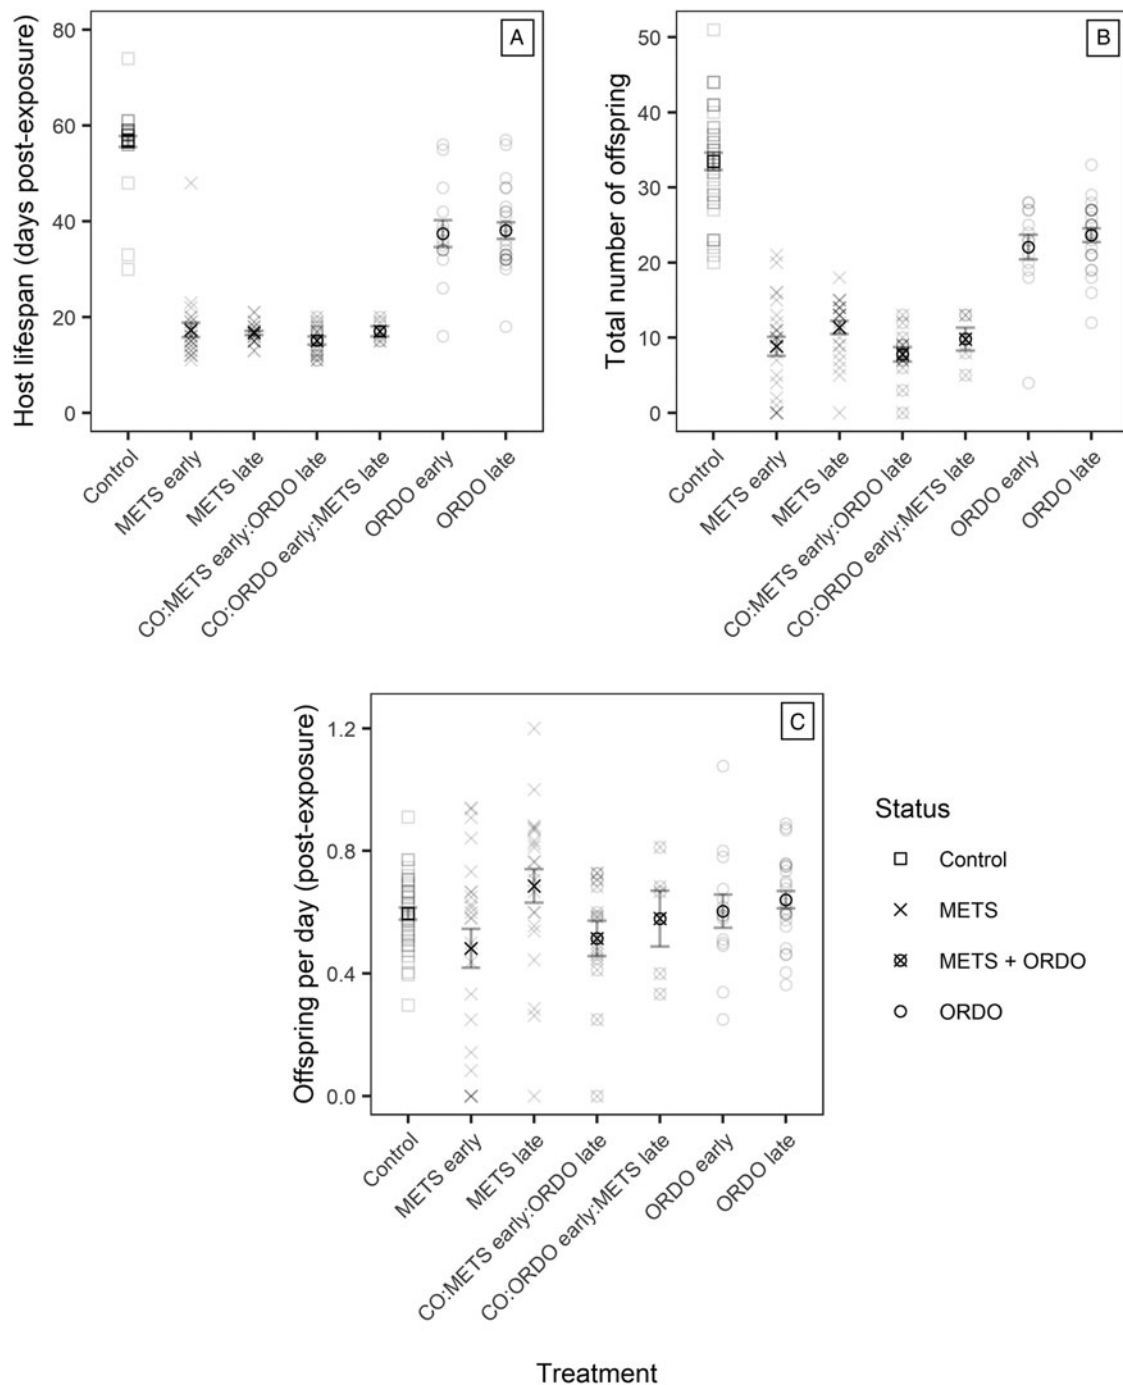 A
Host lifespan (days post-exposure)
80
60
40
20
0
Control
METS early
METS late
CO:METS early:ORDO late
CO:ORDO early:METS late
ORDO early
ORDO late
B
Total number of offspring
50
40
30
20
10
0
Control
METS early
METS late
CO:METS early:ORDO late
CO:ORDO early:METS late
ORDO early
ORDO late
C
Offspring per day (post-exposure)
1.2
0.8
0.4
0.0
Control
METS early
METS late
CO:METS early:ORDO late
CO:ORDO early:METS late
ORDO early
ORDO late
Status
Control
METS
METS + ORDO
ORDO
Treatment